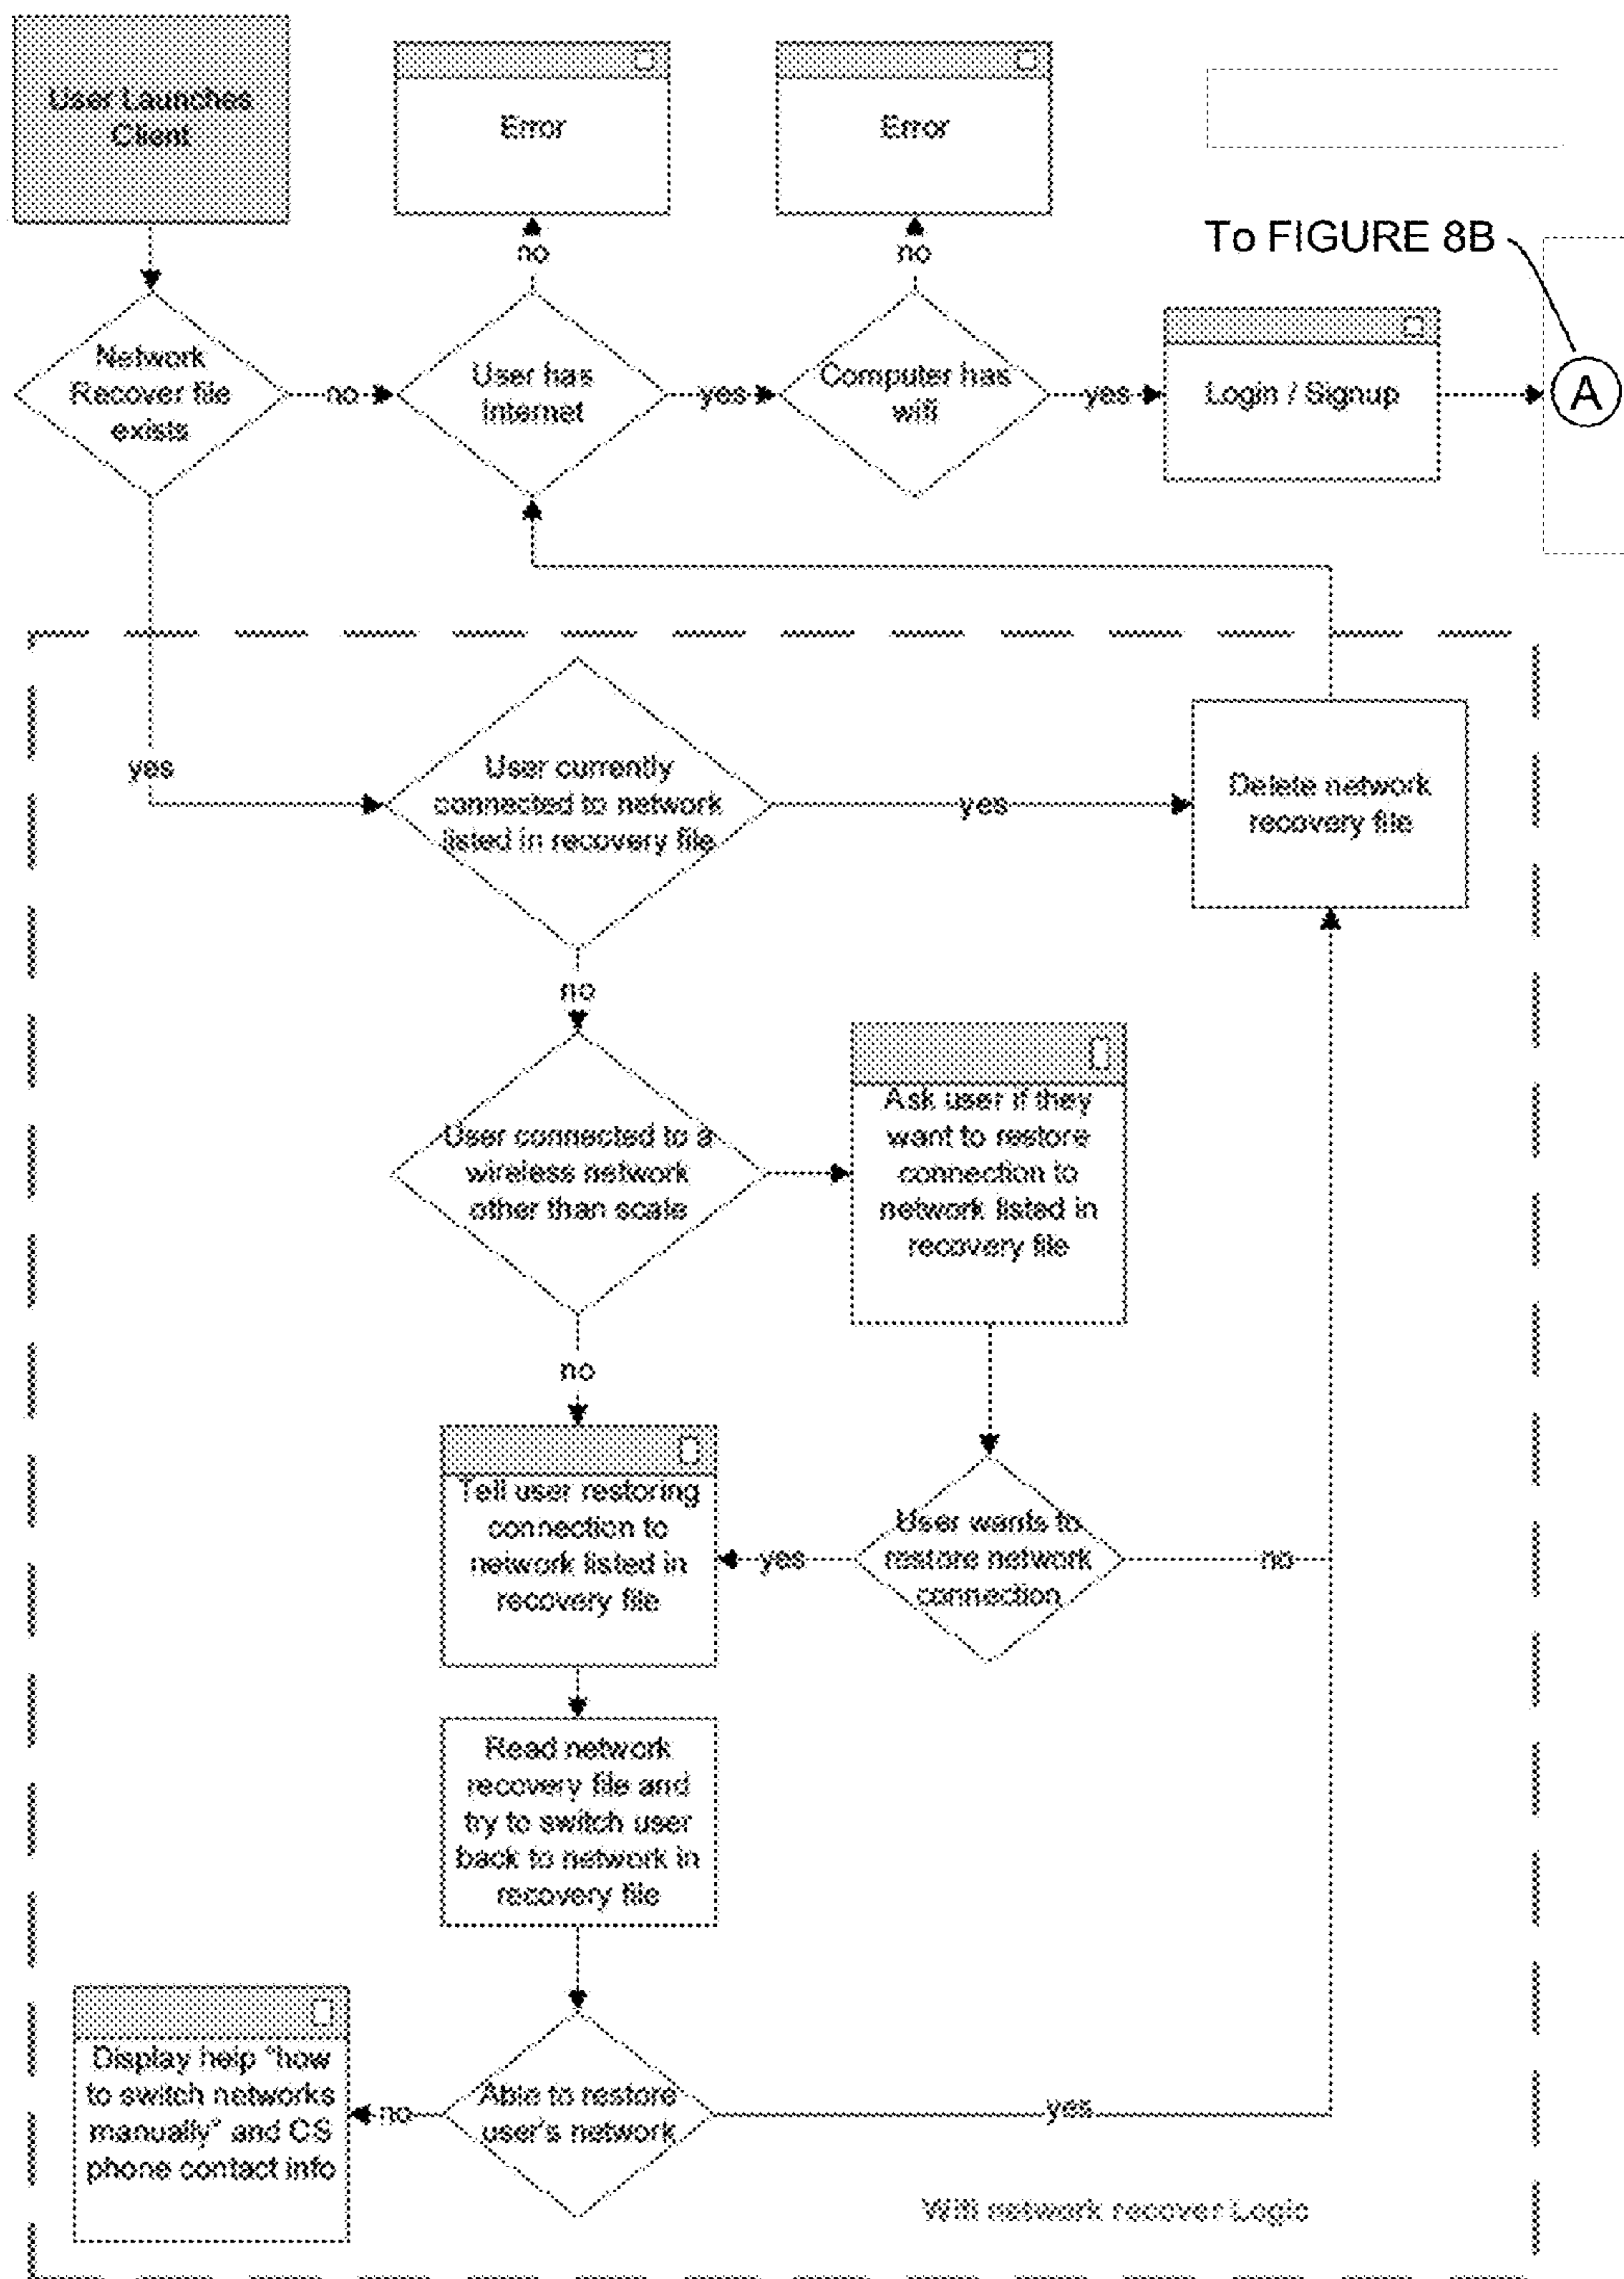 User Launches
Client
Error
Error
To FIGURE 8B
no
no
Network
Recover file
exists
no
User has
Internet
yes
Computer has
wifi
yes
Login / Signup
A
yes
User currently
connected to network
listed in recovery file
yes
Delete network
recovery file
no
User connected to a
wireless network
other than scale
Ask user if they
want to restore
connection to
network listed in
recovery file
no
Tell user restoring
connection to
network listed in
recovery file
yes
User wants to
restore network
connection
no
Read network
recovery file and
try to switch user
back to network in
recovery file
Display help "how
to switch networks
manually" and CS
phone contact info
no
Able to restore
user's network
yes
Wifi network recover Logic